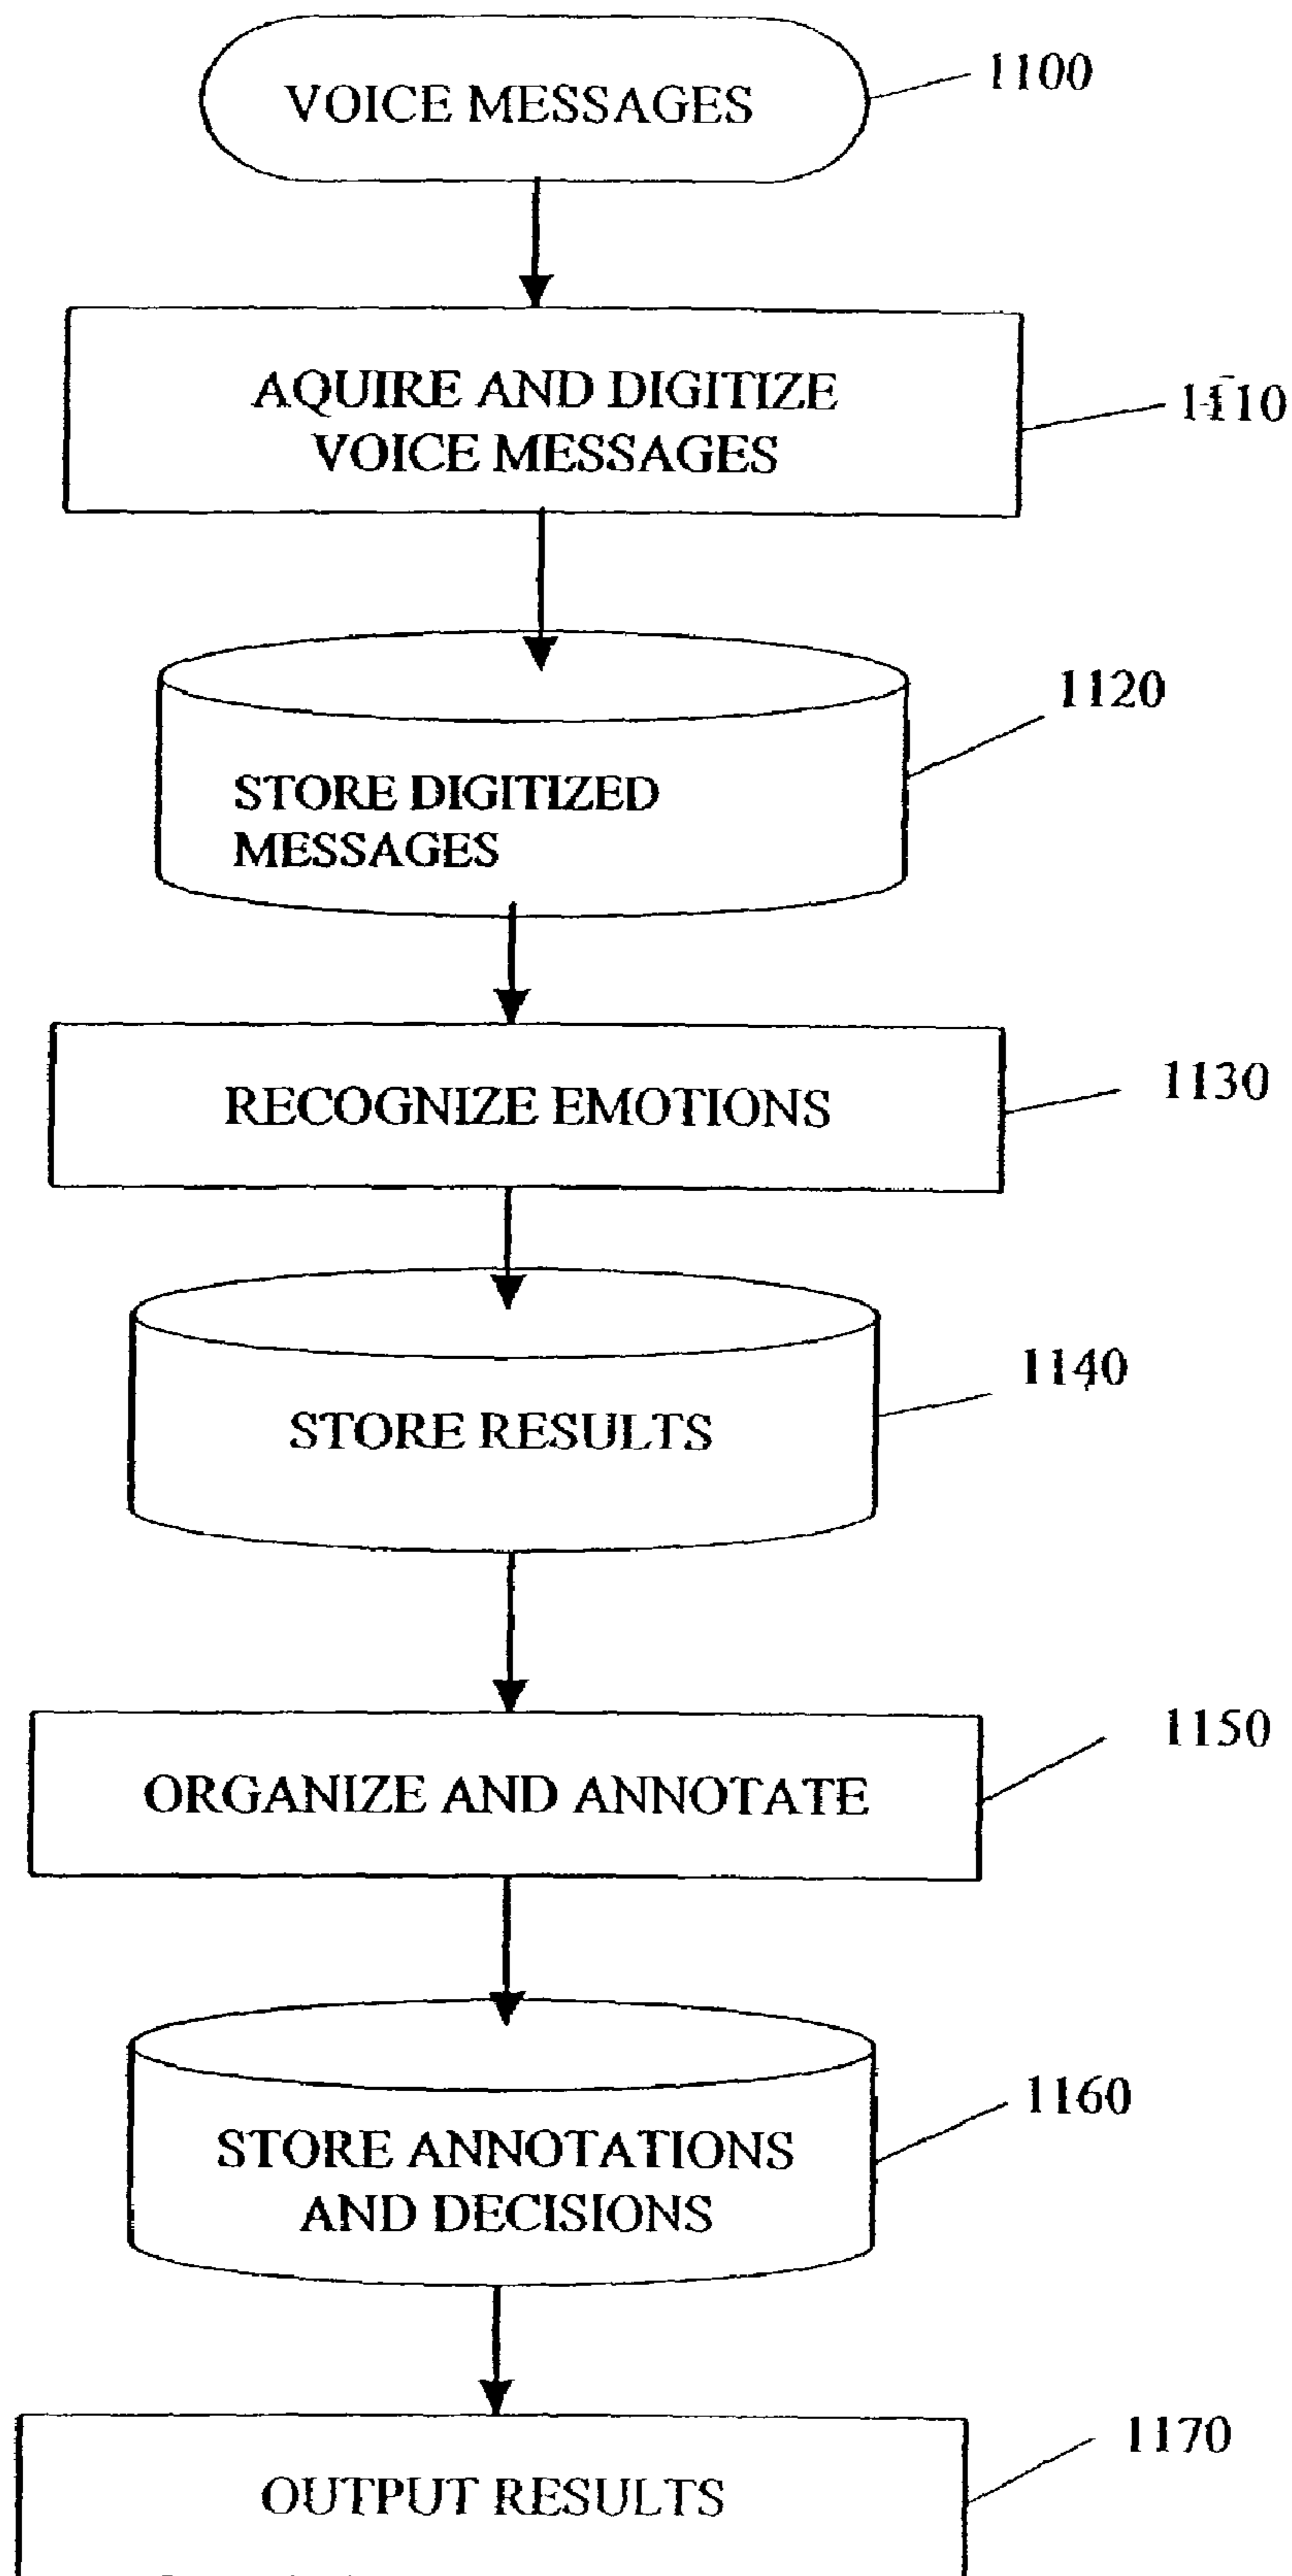 VOICE MESSAGES
1100
AQUIRE AND DIGITIZE
VOICE MESSAGES
1110
1120
STORE DIGITIZED
MESSAGES
RECOGNIZE EMOTIONS
1130
1140
STORE RESULTS
1150
ORGANIZE AND ANNOTATE
1160
STORE ANNOTATIONS
AND DECISIONS
1170
OUTPUT RESULTS